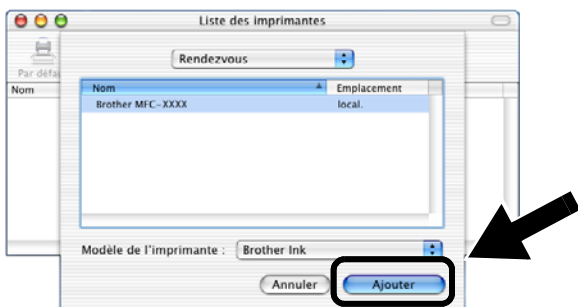 Liste des imprimantes
Rendezvous
Par défa
Nom
Nom Emplacement
Brother MFC-XXXX local.
Modèle de l'imprimante : Brother Ink
Annuler Ajouter